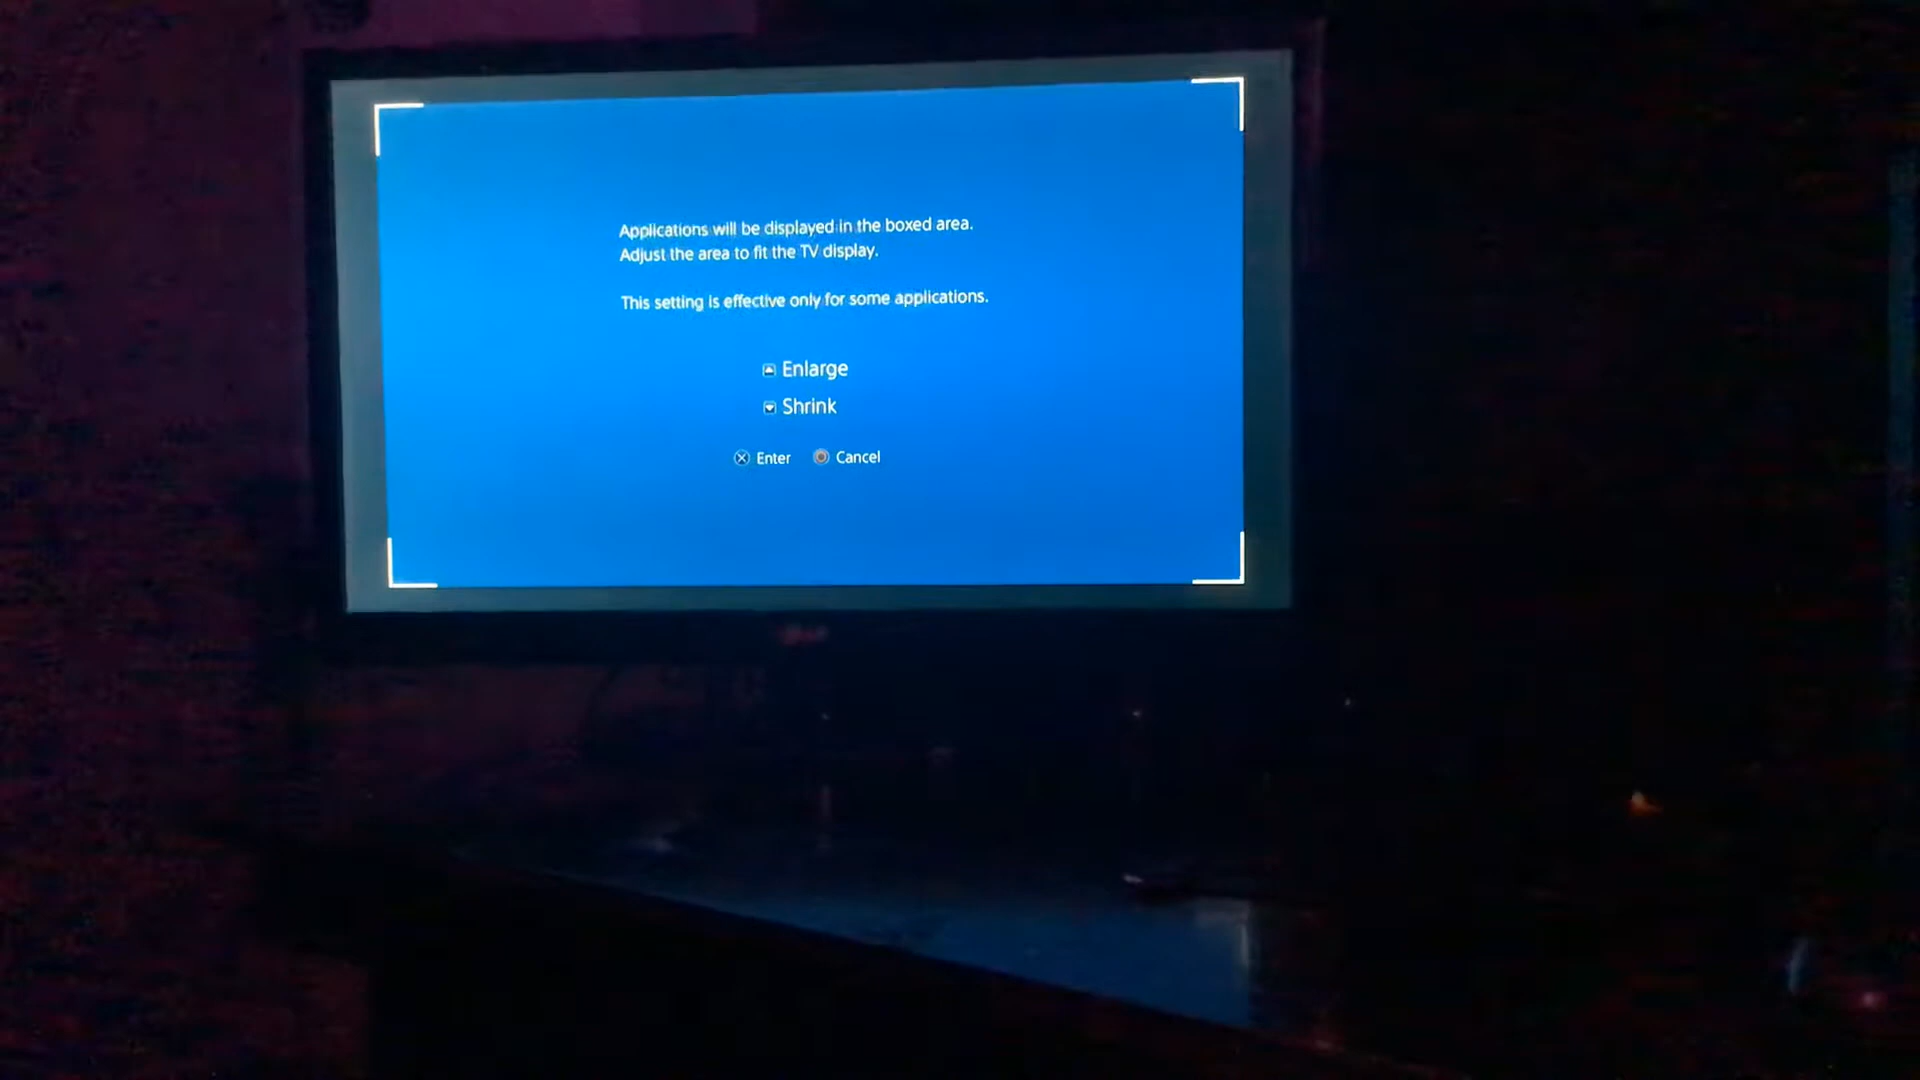 Applications will be displayed in the boxed area.
Adjust the area to fit the TV display.
This setting is effective only for some applications.
Enlarge
Shrink
Enter Cancel